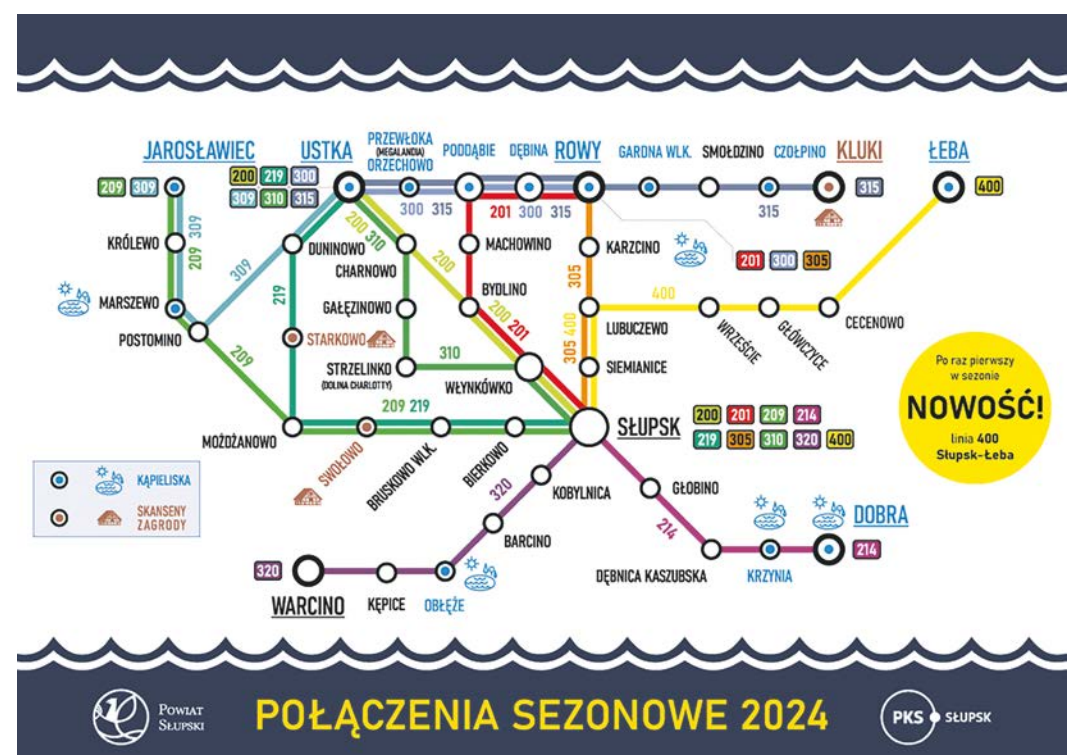 JAROSŁAWIEC
USTKA
PRZEWŁOKA
(MEGALANDIA)
ORZECHOWO
PODDĄBIE
DĘBINA
ROWY
GARDNA WLK.
SMOŁDZINO
CZOŁPINO
KLUKI
ŁEBA
209 309
200 219 300
309 310 315
300 315
201 300 315
315
315
400
KRÓLEWO
209 309
309
DUNINOWO
200 310
CHARNOWO
200
MACHOWINO
KARZCINO
201 300 305
305
MARSZEWO
219
GAŁĘZINOWO
BYDLINO
200 201
400
LUBUCZEWO
WRZEŚCIE
GŁÓWCZYCE
CECENOWO
POSTOMINO
209
STARKOWO
310
305 400
STRZELINKO
(DOLINA CHARLOTTY)
WŁYNKÓWKO
SIEMIANICE
Po raz pierwszy
w sezonie
NOWOŚĆ!
linia 400
Słupsk-Łeba
209 219
MOŻDŻANOWO
SWOŁOWO
BRUSKOWO WLK.
BIERKOWO
SŁUPSK
200 201 209 214
219 305 310 320 400
KĄPIELISKA
SKANSENY
ZAGRODY
320
KOBYLNICA
GŁOBINO
214
BARCINO
DOBRA
214
320
WARCINO
KĘPICE
OBŁĘŻE
DĘBNICA KASZUBSKA
KRZYNIA
POWIAT
SŁUPSKI
POŁĄCZENIA SEZONOWE 2024
PKS SŁUPSK